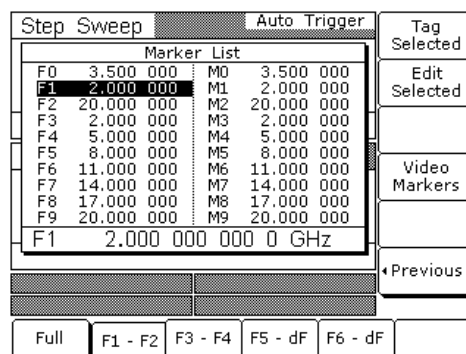 Step Sweep Auto Trigger
Tag Selected
Marker List
F0 3.500 000 M0 3.500 000
F1 2.000 000 M1 2.000 000
F2 20.000 000 M2 20.000 000
F3 2.000 000 M3 2.000 000
F4 5.000 000 M4 5.000 000
F5 8.000 000 M5 8.000 000
F6 11.000 000 M6 11.000 000
F7 14.000 000 M7 14.000 000
F8 17.000 000 M8 17.000 000
F9 20.000 000 M9 20.000 000
F1 2.000 000 000 0 GHz
Edit Selected
Video Markers
Previous
Full F1 - F2 F3 - F4 F5 - dF F6 - dF